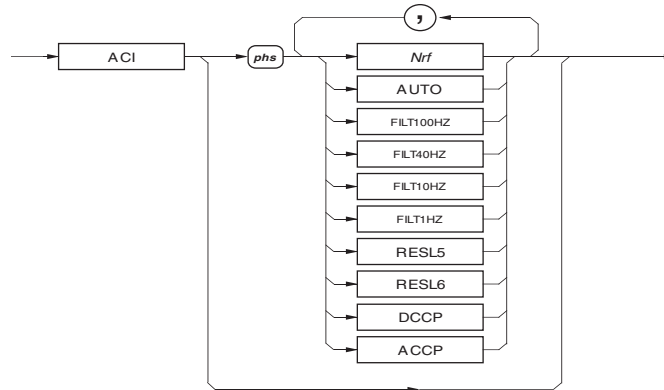 ,
ACI
phs
Nrf
AUTO
FILT100HZ
FILT40HZ
FILT10HZ
FILT1HZ
RESL5
RESL6
DCCP
ACCP